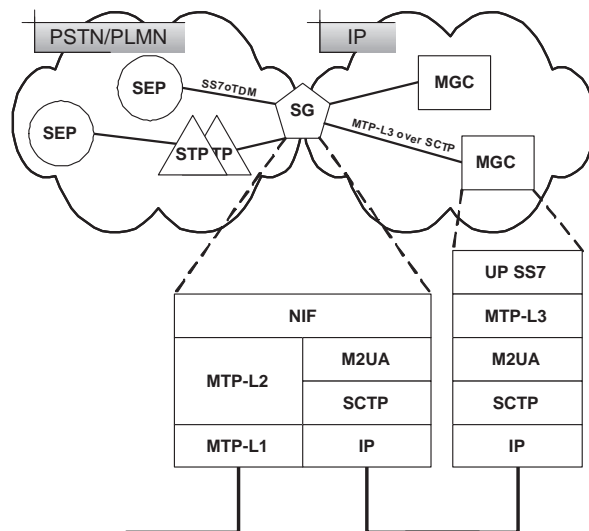 PSTN/PLMN
IP
SEP
SS7oTDM
SG
MGC
SEP
STP
TP
MTP-L3 over SCTP
MGC
UP SS7
NIF
MTP-L3
MTP-L2
M2UA
M2UA
SCTP
SCTP
MTP-L1
IP
IP